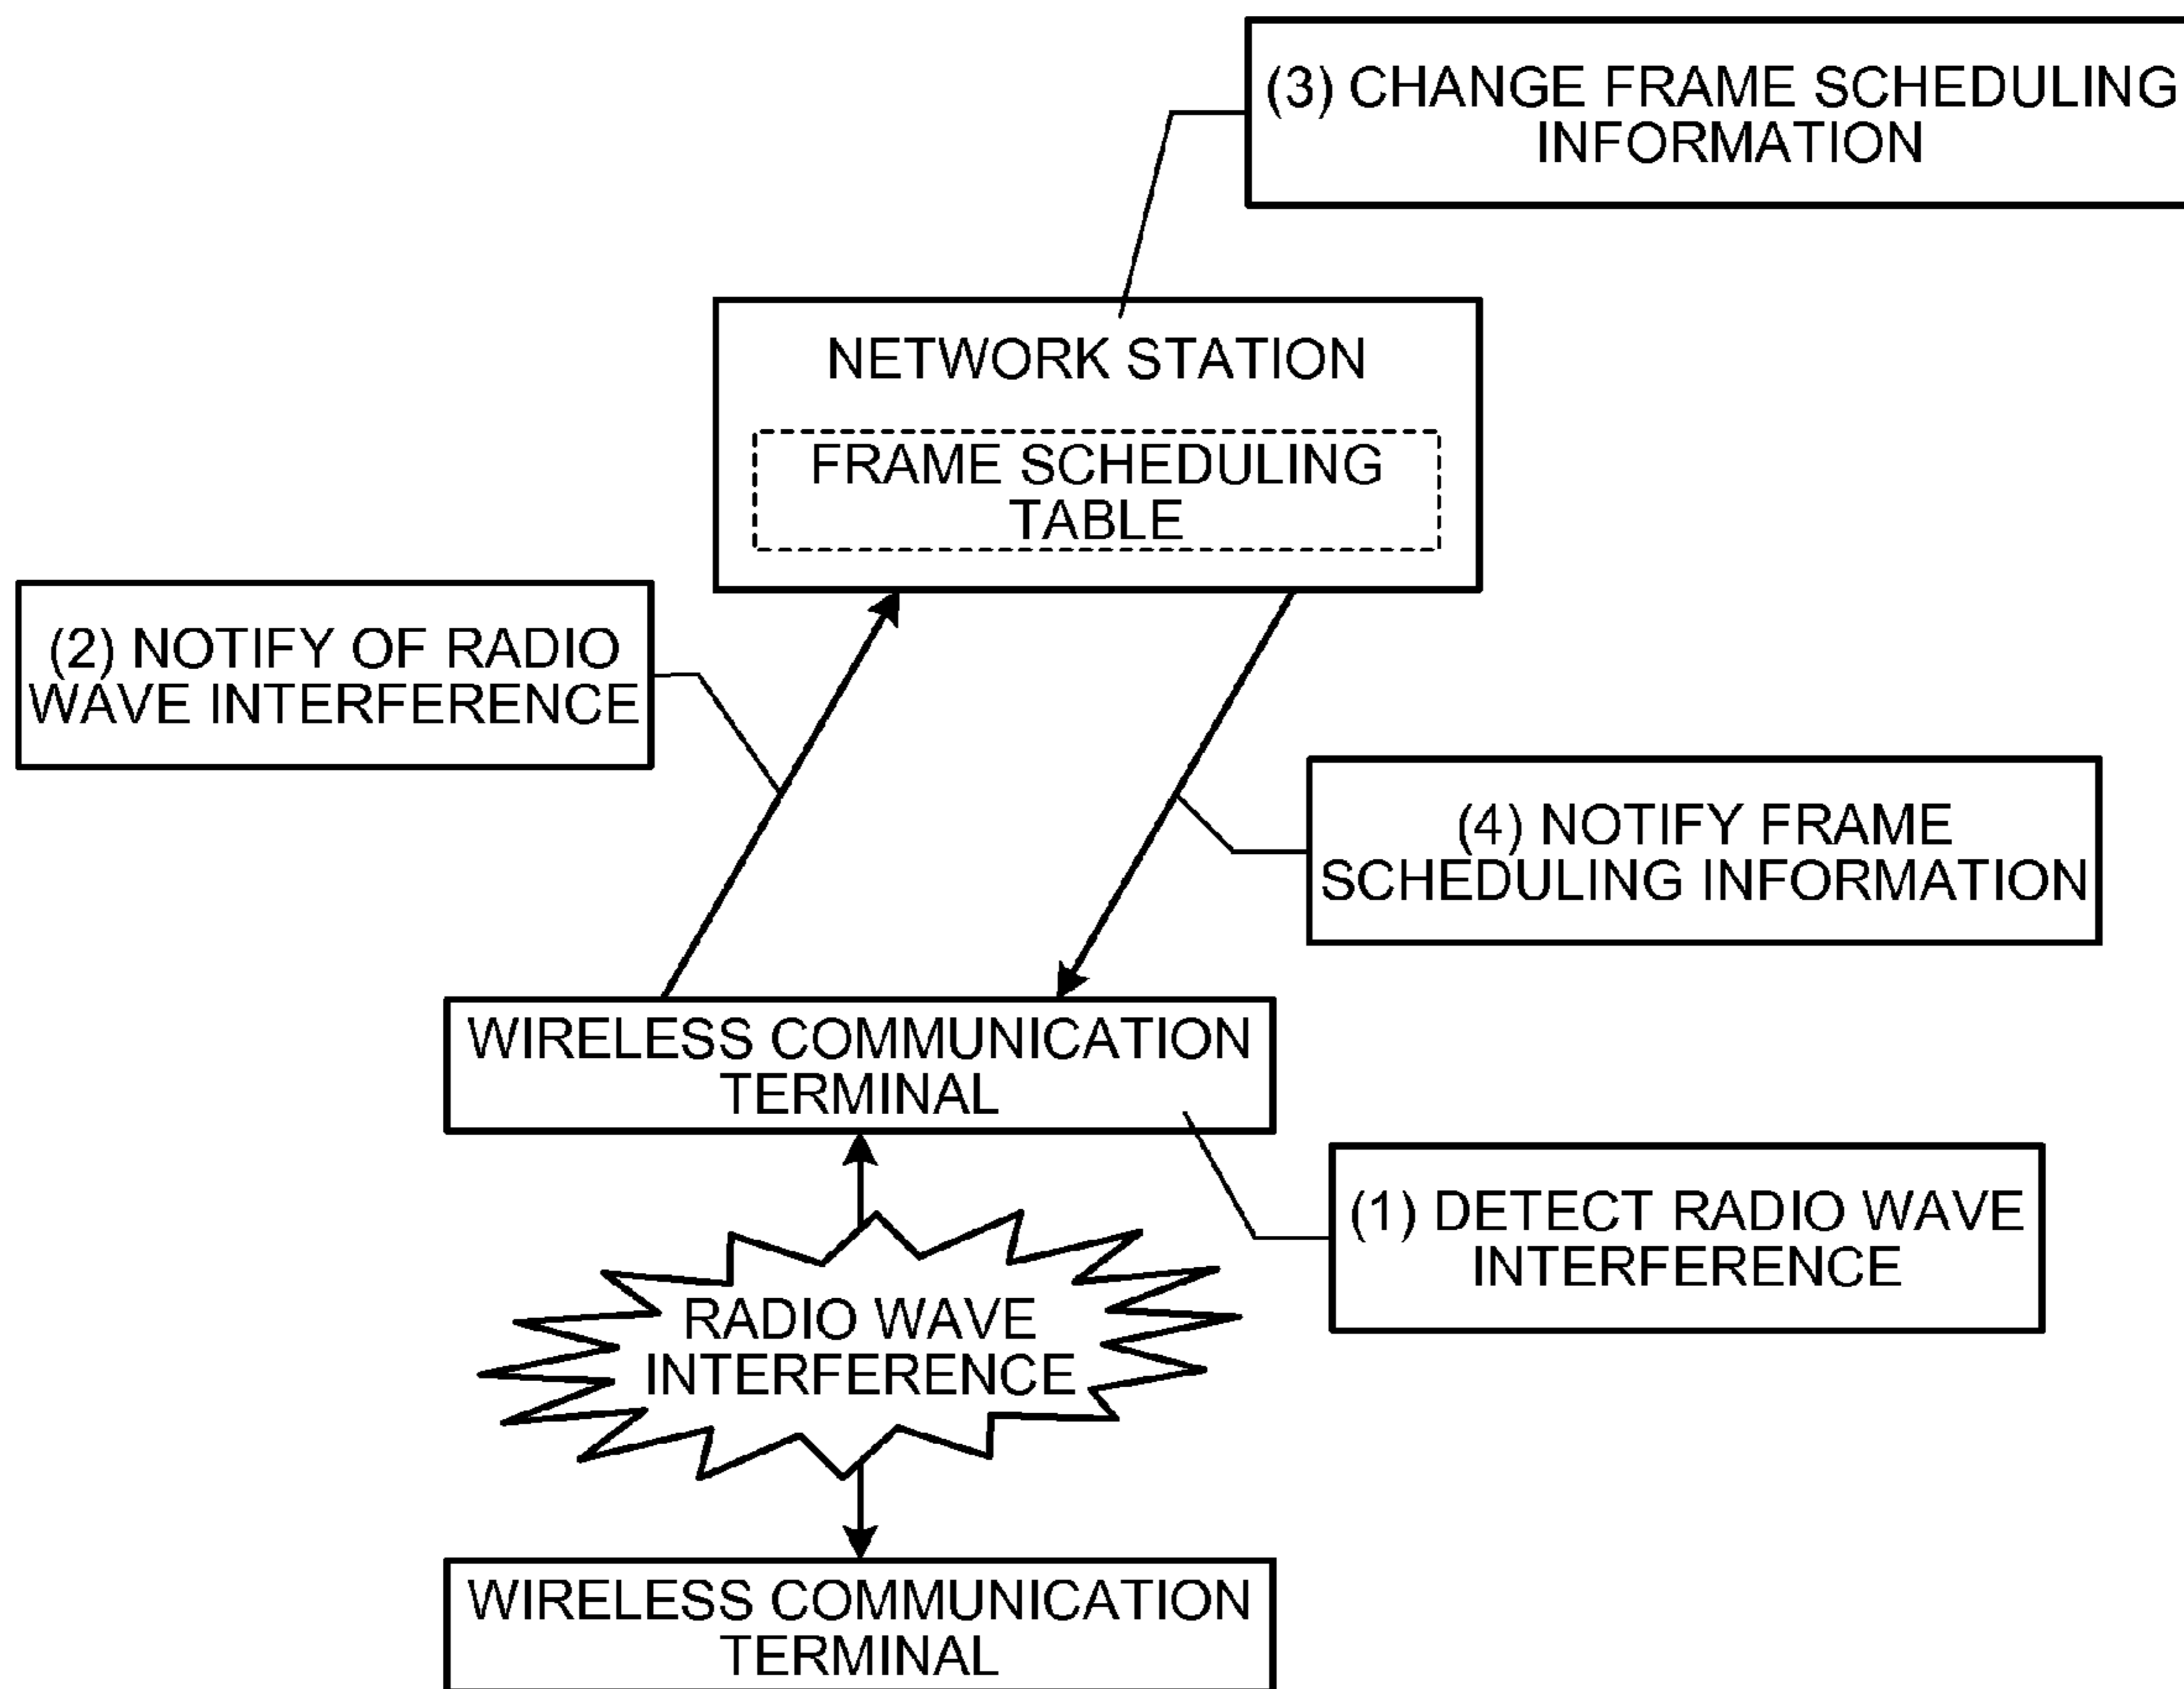 (3) CHANGE FRAME SCHEDULING
INFORMATION
NETWORK STATION
FRAME SCHEDULING
TABLE
(2) NOTIFY OF RADIO
WAVE INTERFERENCE
(4) NOTIFY FRAME
SCHEDULING INFORMATION
WIRELESS COMMUNICATION
TERMINAL
(1) DETECT RADIO WAVE
INTERFERENCE
RADIO WAVE
INTERFERENCE
WIRELESS COMMUNICATION
TERMINAL